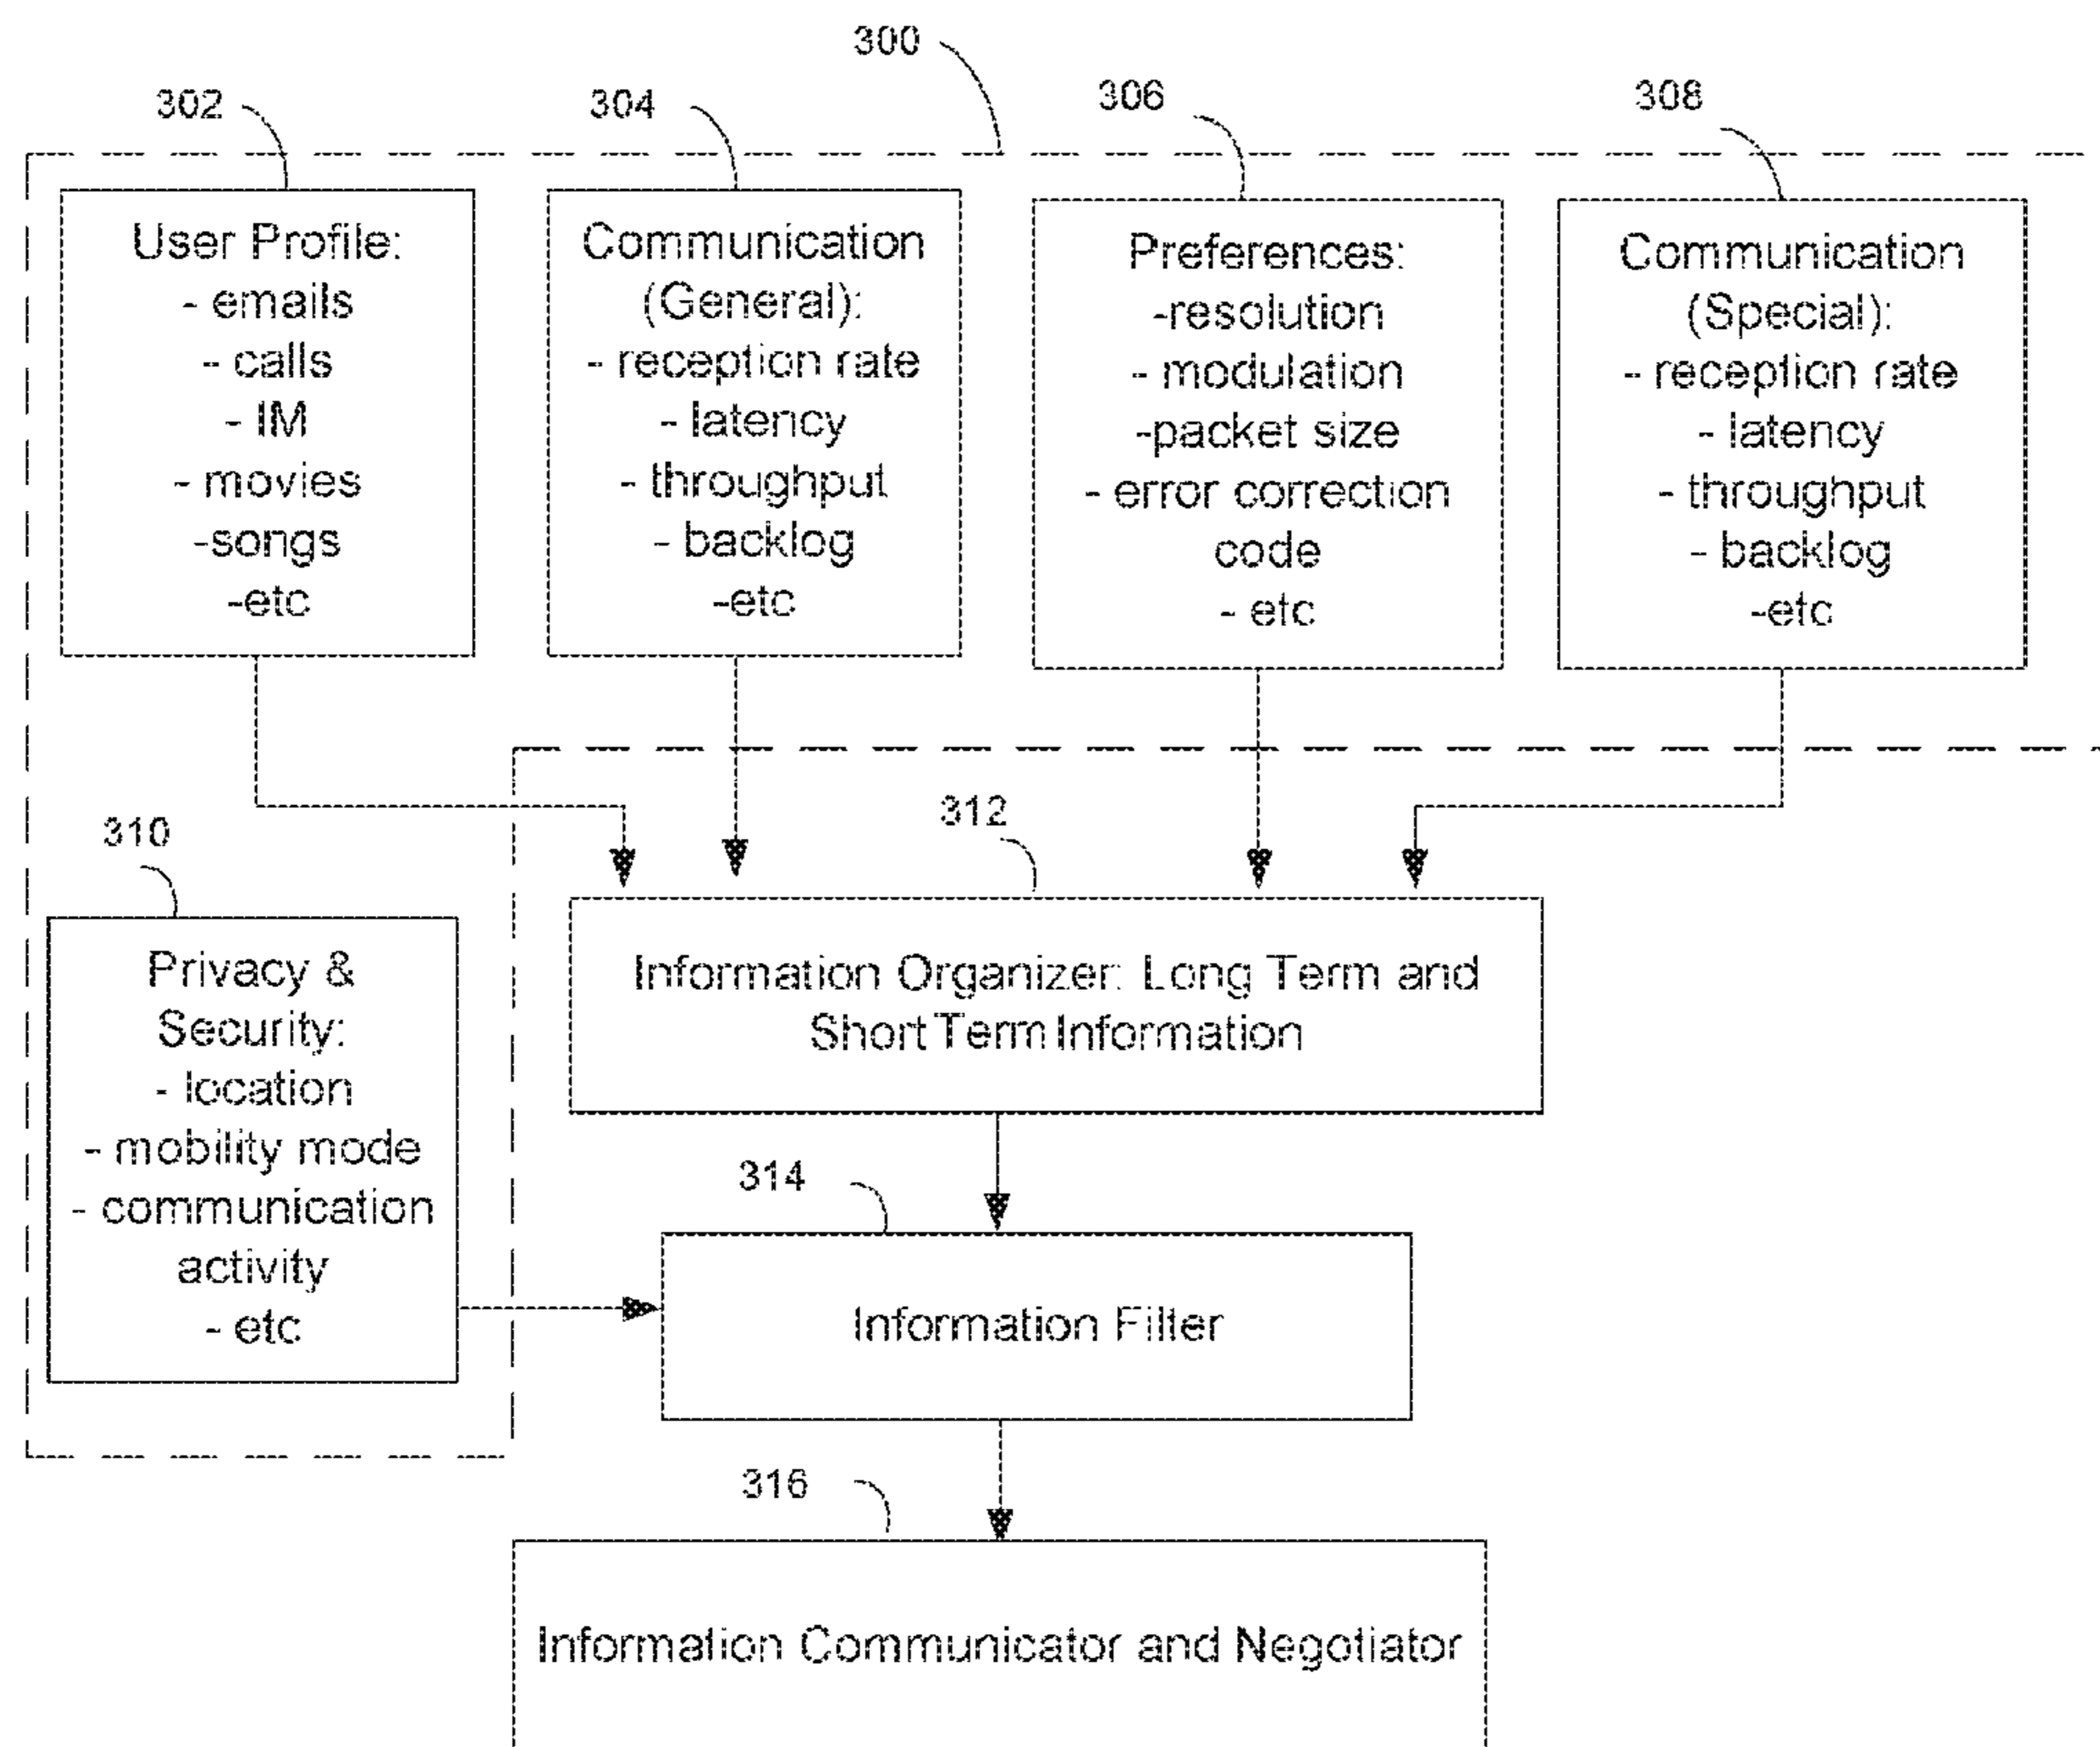 300
302
304
306
308
User Profile:
- emails
- calls
- IM
- movies
-songs
-etc
Communication
(General):
- reception rate
- latency
- throughput
- backlog
-etc
Preferences:
-resolution
- modulation
-packet size
- error correction
code
- etc
Communication
(Special):
- reception rate
- latency
- throughput
- backlog
-etc
310
312
Privacy &
Security:
- location
- mobility mode
- communication
activity
- etc
Information Organizer: Long Term and
Short Term Information
314
Information Filter
316
Information Communicator and Negotiator